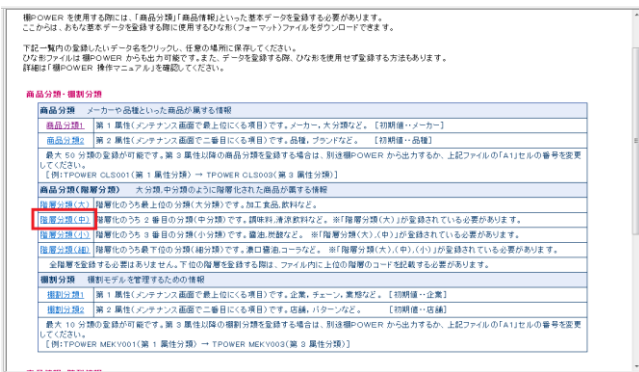 棚POWER を使用する際には、「商品分類」「商品情報」といった基本データを登録する必要があります。
ここからは、おもな基本データを登録する際に使用するひな形（フォーマット）ファイルをダウンロードできます。
下記一覧内の登録したいデータ名をクリックし、任意の場所に保存してください。
ひな形ファイルは棚POWER からも出力可能です。また、データを登録する際、ひな形を使用せず登録する方法もあります。
詳細は「棚POWER 操作マニュアル」を確認してください。
商品分類・棚割分類
商品分類 メーカーや品種といった商品が属する情報
商品分類1 第 1 属性（メンテナンス画面で最上位にくる項目）です。メーカー，大分類など。 [初期値‥メーカー]
商品分類2 第 2 属性（メンテナンス画面で二番目にくる項目）です。品種，ブランドなど。 [初期値‥品種]
最大 50 分類の登録が可能です。第 3 属性以降の商品分類を登録する場合は、別途棚POWER から出力するか、上記ファイルの「A1」セルの番号を変更
してください。
[例：TPOWER CLS001（第 1 属性分類） → TPOWER CLS003（第 3 属性分類）]
商品分類（階層分類） 大分類，中分類のように階層化された商品が属する情報
階層分類（大） 階層化のうち最上位の分類（大分類）です。加工食品，飲料など。
階層分類（中） 階層化のうち 2 番目の分類（中分類）です。調味料，清涼飲料など。 ※「階層分類（大）」が登録されている必要があります。
階層分類（小） 階層化のうち 3 番目の分類（小分類）です。醤油，炭酸など。 ※「階層分類（大），（中）」が登録されている必要があります。
階層分類（細） 階層化のうち最下位の分類（細分類）です。濃口醤油，コーラなど。 ※「階層分類（大），（中），（小）」が登録されている必要があります。
全階層を登録する必要はありません。下位の階層を登録する際は、ファイル内に上位の階層のコードを記載する必要があります。
棚割分類 棚割モデルを管理するための情報
棚割分類1 第 1 属性（メンテナンス画面で最上位にくる項目）です。企業，チェーン，業態など。 [初期値‥企業]
棚割分類2 第 2 属性（メンテナンス画面で二番目にくる項目）です。店舗，パターンなど。 [初期値‥店舗]
最大 10 分類の登録が可能です。第 3 属性以降の棚割分類を登録する場合は、別途棚POWER から出力するか、上記ファイルの「A1」セルの番号を変更
してください。
[例：TPOWER MEKY001（第 1 属性分類） → TPOWER MEKY003（第 3 属性分類）]